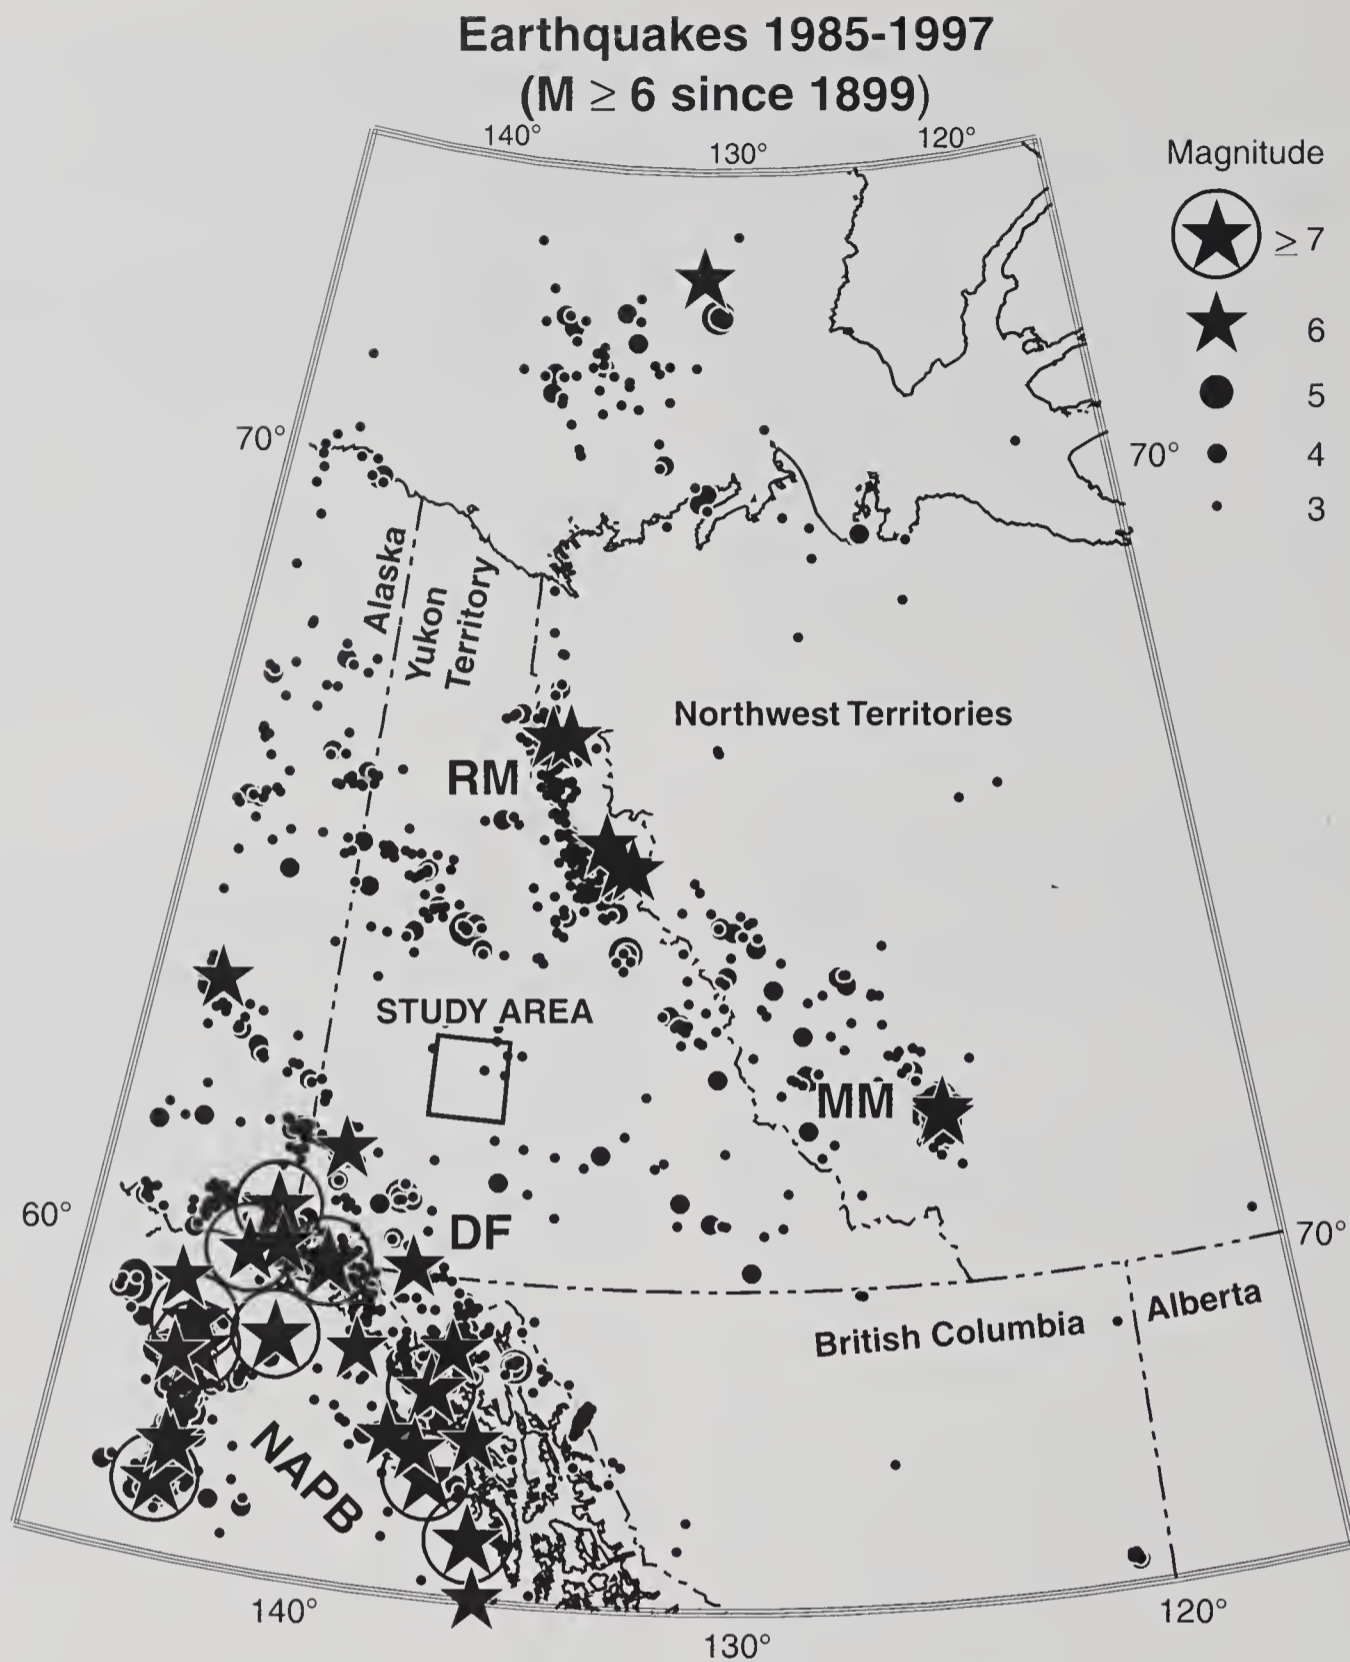 Earthquakes 1985-1997
(M ≥ 6 since 1899)
140°
130°
120°
Magnitude
≥ 7
6
5
4
3
70°
70°
Alaska
Yukon
Territory
Northwest Territories
RM
STUDY AREA
MM
60°
DF
70°
British Columbia
Alberta
NAPB
140°
130°
120°